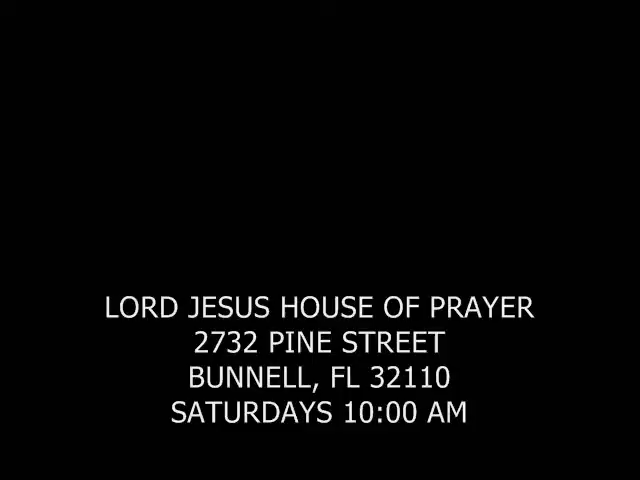 LORD JESUS HOUSE OF PRAYER
2732 PINE STREET
BUNNELL, FL 32110
SATURDAYS 10:00 AM